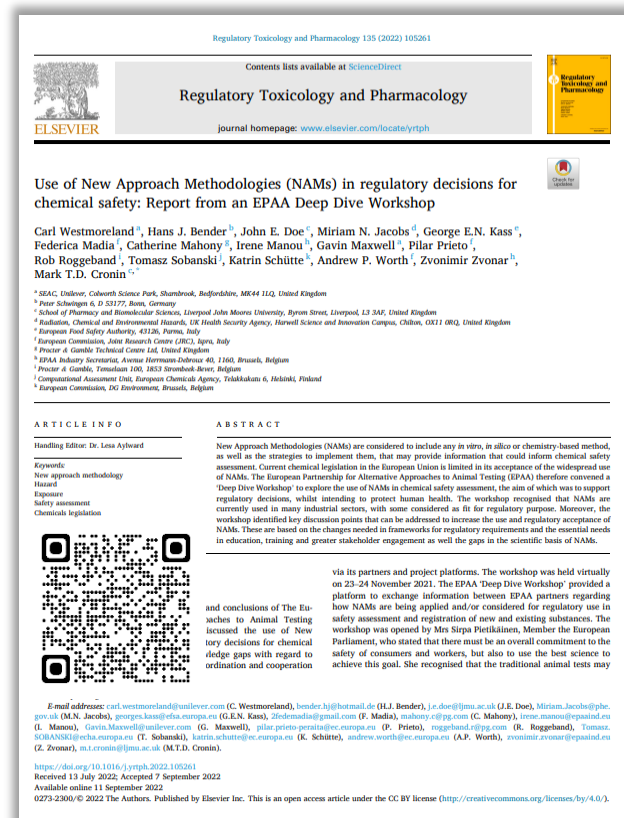 Regulatory Toxicology and Pharmacology 135 (2022) 105261
Contents lists available at ScienceDirect
Regulatory Toxicology and Pharmacology
journal homepage: www.elsevier.com/locate/yrtph
ELSEVIER
Regulatory
Toxicology and
Pharmacology
Check for
updates
Use of New Approach Methodologies (NAMs) in regulatory decisions for
chemical safety: Report from an EPAA Deep Dive Workshop
Carl Westmoreland a, Hans J. Bender b, John E. Doe c, Miriam N. Jacobs d, George E.N. Kass e,
Federica Madia f, Catherine Mahony g, Irene Manou h, Gavin Maxwell a, Pilar Prieto f,
Rob Roggeband i, Tomasz Sobanski j, Katrin Schütte k, Andrew P. Worth f, Zvonimir Zvonar h,
Mark T.D. Cronin c, *
a SEAC, Unilever, Colworth Science Park, Sharnbrook, Bedfordshire, MK44 1LQ, United Kingdom
b Peter Schwingen 6, D 53177, Bonn, Germany
c School of Pharmacy and Biomolecular Sciences, Liverpool John Moores University, Byrom Street, Liverpool, L3 3AF, United Kingdom
d Radiation, Chemical and Environmental Hazards, UK Health Security Agency, Harwell Science and Innovation Campus, Chilton, OX11 0RQ, United Kingdom
e European Food Safety Authority, 43126, Parma, Italy
f European Commission, Joint Research Centre (JRC), Ispra, Italy
g Procter & Gamble Technical Centre Ltd, United Kingdom
h EPAA Industry Secretariat, Avenue Herrmann-Debroux 40, 1160, Brussels, Belgium
i Procter & Gamble, Temselaan 100, 1853 Strombeek-Bever, Belgium
j Computational Assessment Unit, European Chemicals Agency, Telakkakatu 6, Helsinki, Finland
k European Commission, DG Environment, Brussels, Belgium
ARTICLE INFO
Handling Editor: Dr. Lesa Aylward
Keywords:
New approach methodology
Hazard
Exposure
Safety assessment
Chemicals legislation
ABSTRACT
New Approach Methodologies (NAMs) are considered to include any in vitro, in silico or chemistry-based method,
as well as the strategies to implement them, that may provide information that could inform chemical safety
assessment. Current chemical legislation in the European Union is limited in its acceptance of the widespread use
of NAMs. The European Partnership for Alternative Approaches to Animal Testing (EPAA) therefore convened a
'Deep Dive Workshop' to explore the use of NAMs in chemical safety assessment, the aim of which was to support
regulatory decisions, whilst intending to protect human health. The workshop recognised that NAMs are
currently used in many industrial sectors, with some considered as fit for regulatory purpose. Moreover, the
workshop identified key discussion points that can be addressed to increase the use and regulatory acceptance of
NAMs. These are based on the changes needed in frameworks for regulatory requirements and the essential needs
in education, training and greater stakeholder engagement as well the gaps in the scientific basis of NAMs.
and conclusions of The Eu-
oaches to Animal Testing
iscussed the use of New
tory decisions for chemical
wledge gaps with regard to
ordination and cooperation
via its partners and project platforms. The workshop was held virtually
on 23–24 November 2021. The EPAA 'Deep Dive Workshop' provided a
platform to exchange information between EPAA partners regarding
how NAMs are being applied and/or considered for regulatory use in
safety assessment and registration of new and existing substances. The
workshop was opened by Mrs Sirpa Pietikäinen, Member the European
Parliament, who stated that there must be an overall commitment to the
safety of consumers and workers, but also to use the best science to
achieve this goal. She recognised that the traditional animal tests may
E-mail addresses: carl.westmoreland@unilever.com (C. Westmoreland), bender.hj@hotmail.de (H.J. Bender), j.e.doe@ljmu.ac.uk (J.E. Doe), Miriam.Jacobs@phe.
gov.uk (M.N. Jacobs), georges.kass@efsa.europa.eu (G.E.N. Kass), 2fedemadia@gmail.com (F. Madia), mahony.c@pg.com (C. Mahony), irene.manou@epaaind.eu
(I. Manou), Gavin.Maxwell@unilever.com (G. Maxwell), pilar.prieto-peraita@ec.europa.eu (P. Prieto), roggeband.r@pg.com (R. Roggeband), Tomasz.
SOBANSKI@echa.europa.eu (T. Sobanski), katrin.schutte@ec.europa.eu (K. Schütte), andrew.worth@ec.europa.eu (A.P. Worth), zvonimir.zvonar@epaaind.eu
(Z. Zvonar), m.t.cronin@ljmu.ac.uk (M.T.D. Cronin).
https://doi.org/10.1016/j.yrtph.2022.105261
Received 13 July 2022; Accepted 7 September 2022
Available online 11 September 2022
0273-2300/© 2022 The Authors. Published by Elsevier Inc. This is an open access article under the CC BY license (http://creativecommons.org/licenses/by/4.0/).